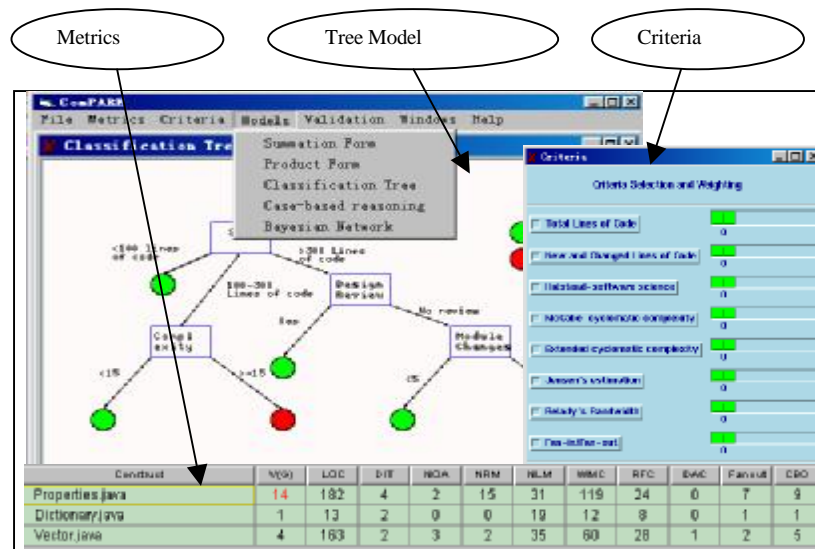 Metrics
Tree Model
Criteria
ComPARE
File Metrics Criteria Models Validation Windows Help
Classification Tre
Summation Form
Product Form
Classification Tree
Case-based reasoning
Bayesian Network
Criteria
Criteria Selection and Weighting
Total Lines of Code
0
New and Changed Lines of Code
0
Halstead-software science
0
McCabe cyclomatic complexity
0
Extended cyclomatic complexity
0
Jensen's estimation
0
Belady's Bandwidth
0
Fan-in/Fan-out
0
<100 lines
of code
>300 Lines
of code
100-300
Lines of code
Design
Review
No review
Yes
Compl
exity
Module
Changes
<15
>=15
<5
Construct V(G) LOC DIT NOA NRM NLM WMC RFC DAC Fanout CBO
Properties.java 14 182 4 2 15 31 119 24 0 7 9
Dictionary.java 1 13 2 0 0 19 12 8 0 1 1
Vector.java 4 163 2 3 2 35 60 28 1 2 5